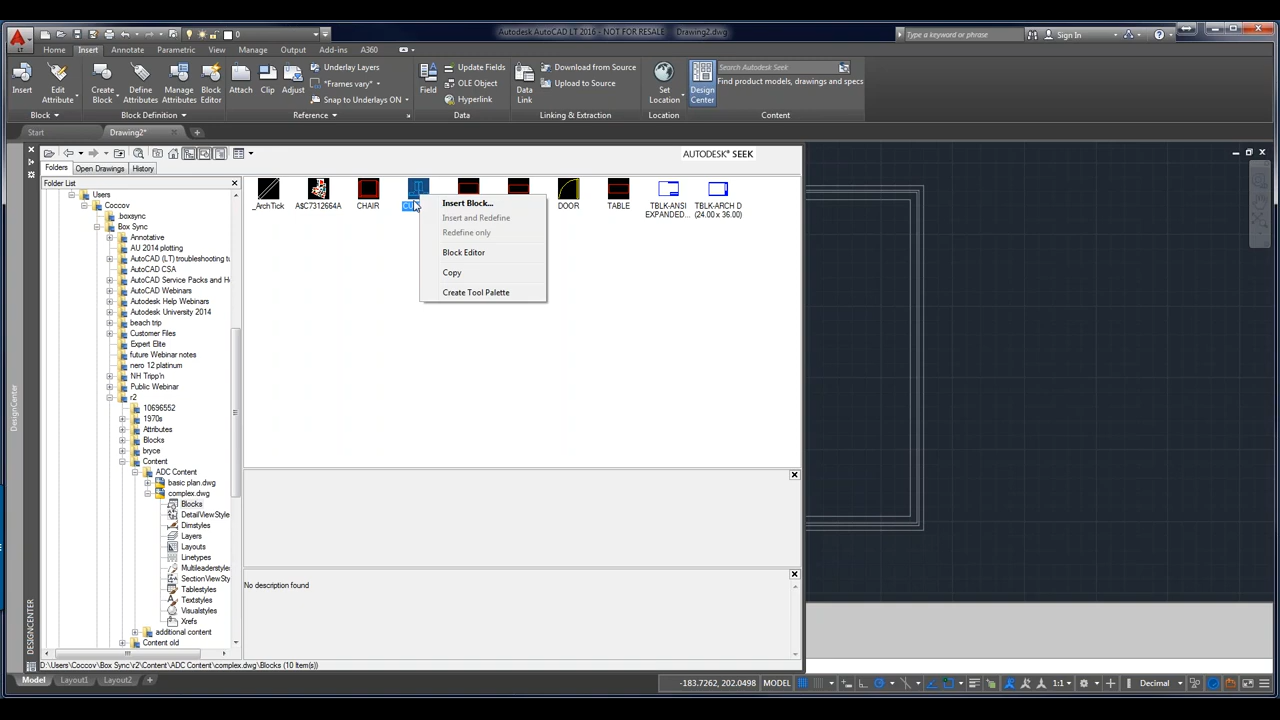 Autodesk AutoCAD LT 2016 - NOT FOR RESALE Drawing2.dwg
Type a keyword or phrase
Sign In
0
LT
Home Insert Annotate Parametric View Manage Output Add-ins A360
Insert
Edit Attribute
Create Block
Define Attributes
Manage Attributes
Block Editor
Attach
Clip
Adjust
Underlay Layers
*Frames vary*
Snap to Underlays ON
Field
Update Fields
OLE Object
Hyperlink
Data Link
Download from Source
Upload to Source
Set Location
Design Center
Search Autodesk Seek
Find product models, drawings and specs
Block
Block Definition
Reference
Data
Linking & Extraction
Location
Content
Start
Drawing2*
AUTODESK® SEEK
Folders Open Drawings History
Folder List
Users
Coccov
.boxsync
Box Sync
Annotative
AU 2014 plotting
AutoCAD (LT) troubleshooting tu
AutoCAD CSA
AutoCAD Service Packs and H
AutoCAD Webinars
Autodesk Help Webinars
Autodesk University 2014
beach trip
Customer Files
Expert Elite
future Webinar notes
nero 12 platinum
NH Tripp'n
Public Webinar
r2
10696552
1970s
Attributes
Blocks
bryce
Content
ADC Content
basic plan.dwg
complex.dwg
Blocks
DetailViewStyle
Dimstyles
Layers
Layouts
Linetypes
Multileaderstyles
SectionViewSty
Tablestyles
Textstyles
Visualstyles
Xrefs
additional content
Content old
_ArchTick
A$C7312664A
CHAIR
DOOR
TABLE
TBLK-ANSI EXPANDED...
TBLK-ARCH D (24.00 x 36.00)
Insert Block...
Insert and Redefine
Redefine only
Block Editor
Copy
Create Tool Palette
No description found
DesignCenter
DESIGNCENTER
D:\Users\Coccov\Box Sync\r2\Content\ADC Content\complex.dwg\Blocks (10 Item(s))
Model Layout1 Layout2
-183.7262, 202.0498 MODEL
1:1
Decimal